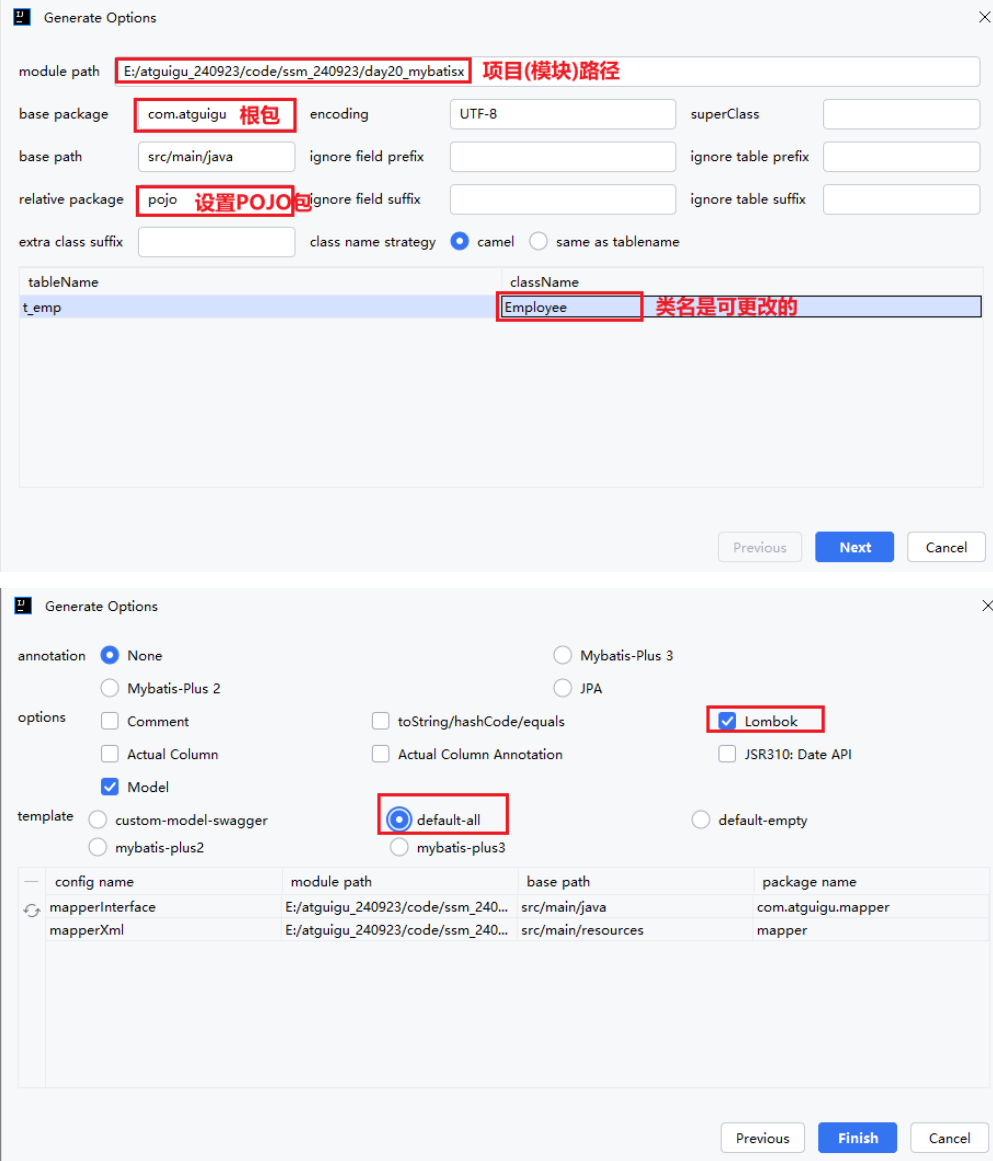 Generate Options
module path E:/atguigu_240923/code/ssm_240923/day20_mybatisx 项目(模块)路径
base package com.atguigu 根包 encoding UTF-8 superClass
base path src/main/java ignore field prefix ignore table prefix
relative package pojo 设置POJO包 ignore field suffix ignore table suffix
extra class suffix class name strategy camel same as tablename
tableName className
t_emp Employee 类名是可更改的
Previous Next Cancel
Generate Options
annotation None Mybatis-Plus 3
Mybatis-Plus 2 JPA
options Comment toString/hashCode/equals Lombok
Actual Column Actual Column Annotation JSR310: Date API
Model
template custom-model-swagger default-all default-empty
mybatis-plus2 mybatis-plus3
config name module path base path package name
mapperInterface E:/atguigu_240923/code/ssm_240... src/main/java com.atguigu.mapper
mapperXml E:/atguigu_240923/code/ssm_240... src/main/resources mapper
Previous Finish Cancel